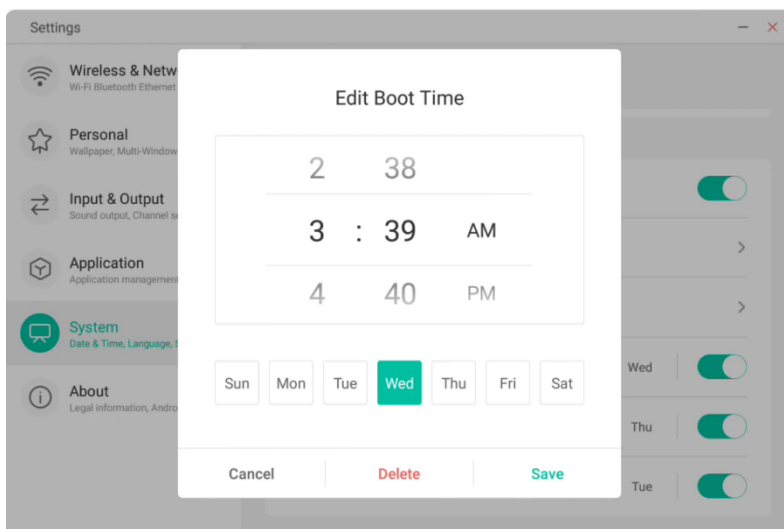 Settings
Wireless & Netw
Wi-Fi Bluetooth Ethernet
Personal
Wallpaper, Multi-Window
Input & Output
Sound output, Channel se
Application
Application management
System
Date & Time, Language, S
About
Legal information, Andro
Edit Boot Time
2 38
3 : 39 AM
4 40 PM
Sun Mon Tue Wed Thu Fri Sat
Cancel Delete Save
Wed
Thu
Tue